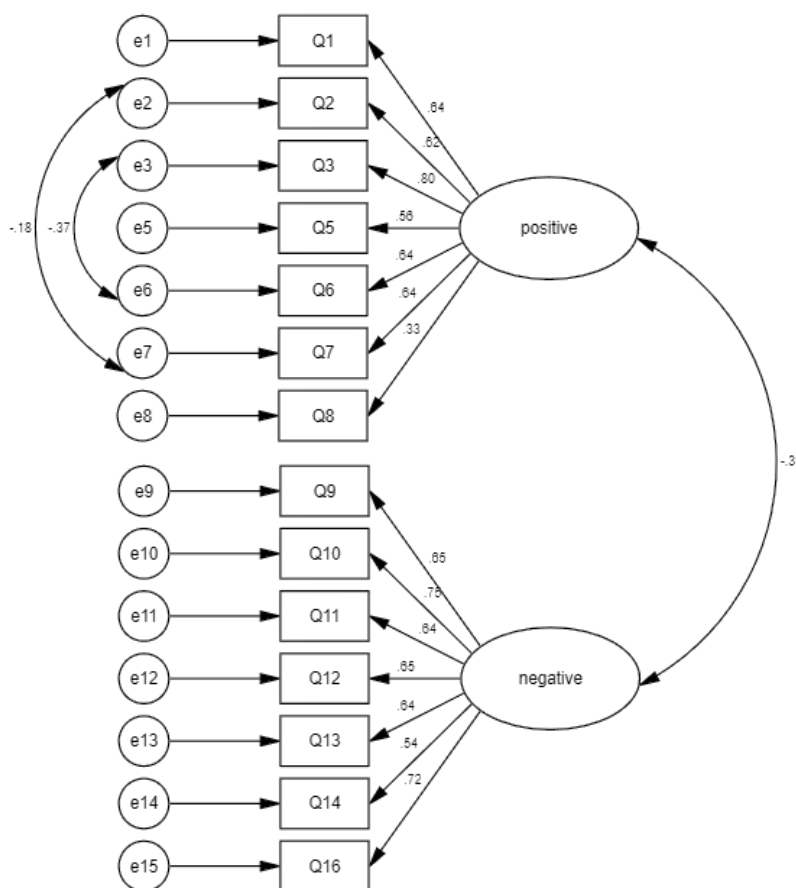 e1 Q1
.64
e2 Q2
.62
e3 Q3
.80
e5 Q5
.56
positive
-.18 -.37
e6 Q6
.64
e7 Q7
.64
e8 Q8
.33
-.3
e9 Q9
.65
e10 Q10
.75
e11 Q11
.64
e12 Q12
.65
negative
e13 Q13
.64
e14 Q14
.54
e15 Q16
.72